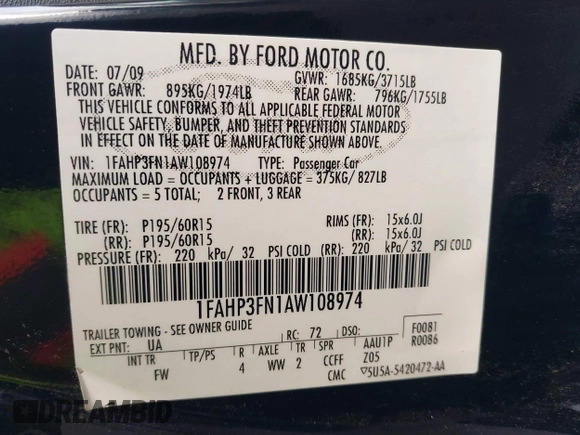 MFD. BY FORD MOTOR CO.
DATE: 07/09 GVWR: 1685KG/3715LB
FRONT GAWR: 895KG/1974LB REAR GAWR: 796KG/1755LB
THIS VEHICLE CONFORMS TO ALL APPLICABLE FEDERAL MOTOR
VEHICLE SAFETY, BUMPER, AND THEFT PREVENTION STANDARDS
IN EFFECT ON THE DATE OF MANUFACTURE SHOWN ABOVE.
VIN: 1FAHP3FN1AW108974 TYPE: Passenger Car
MAXIMUM LOAD = OCCUPANTS + LUGGAGE = 375KG/ 827LB
OCCUPANTS = 5 TOTAL; 2 FRONT, 3 REAR
TIRE (FR): P195/60R15 RIMS (FR): 15x6.0J
(RR): P195/60R15 (RR): 15x6.0J
PRESSURE (FR): 220 kPa/ 32 PSI COLD (RR): 220 kPa/ 32 PSI COLD
1FAHP3FN1AW108974
TRAILER TOWING - SEE OWNER GUIDE
EXT PNT: UA RC: 72 DSO: F0081
R0086
INT TR TP/PS R AXLE TR SPR AAU1P
FW 4 WW 2 CCFF Z05
CMC 5U5A-5420472-AA
DREAMBID